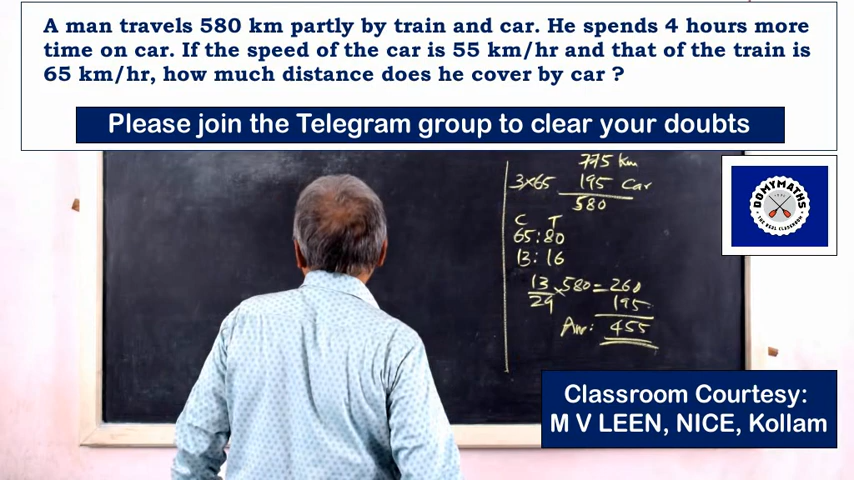 A man travels 580 km partly by train and car. He spends 4 hours more
time on car. If the speed of the car is 55 km/hr and that of the train is
65 km/hr, how much distance does he cover by car ?
Please join the Telegram group to clear your doubts
775 km
3×65 195 Car
580
C T
65:80
13:16
13/29 × 580 = 260
195
Ans: 455
DOMYMATHS
THE REAL CLASSROOM
Classroom Courtesy:
M V LEEN, NICE, Kollam